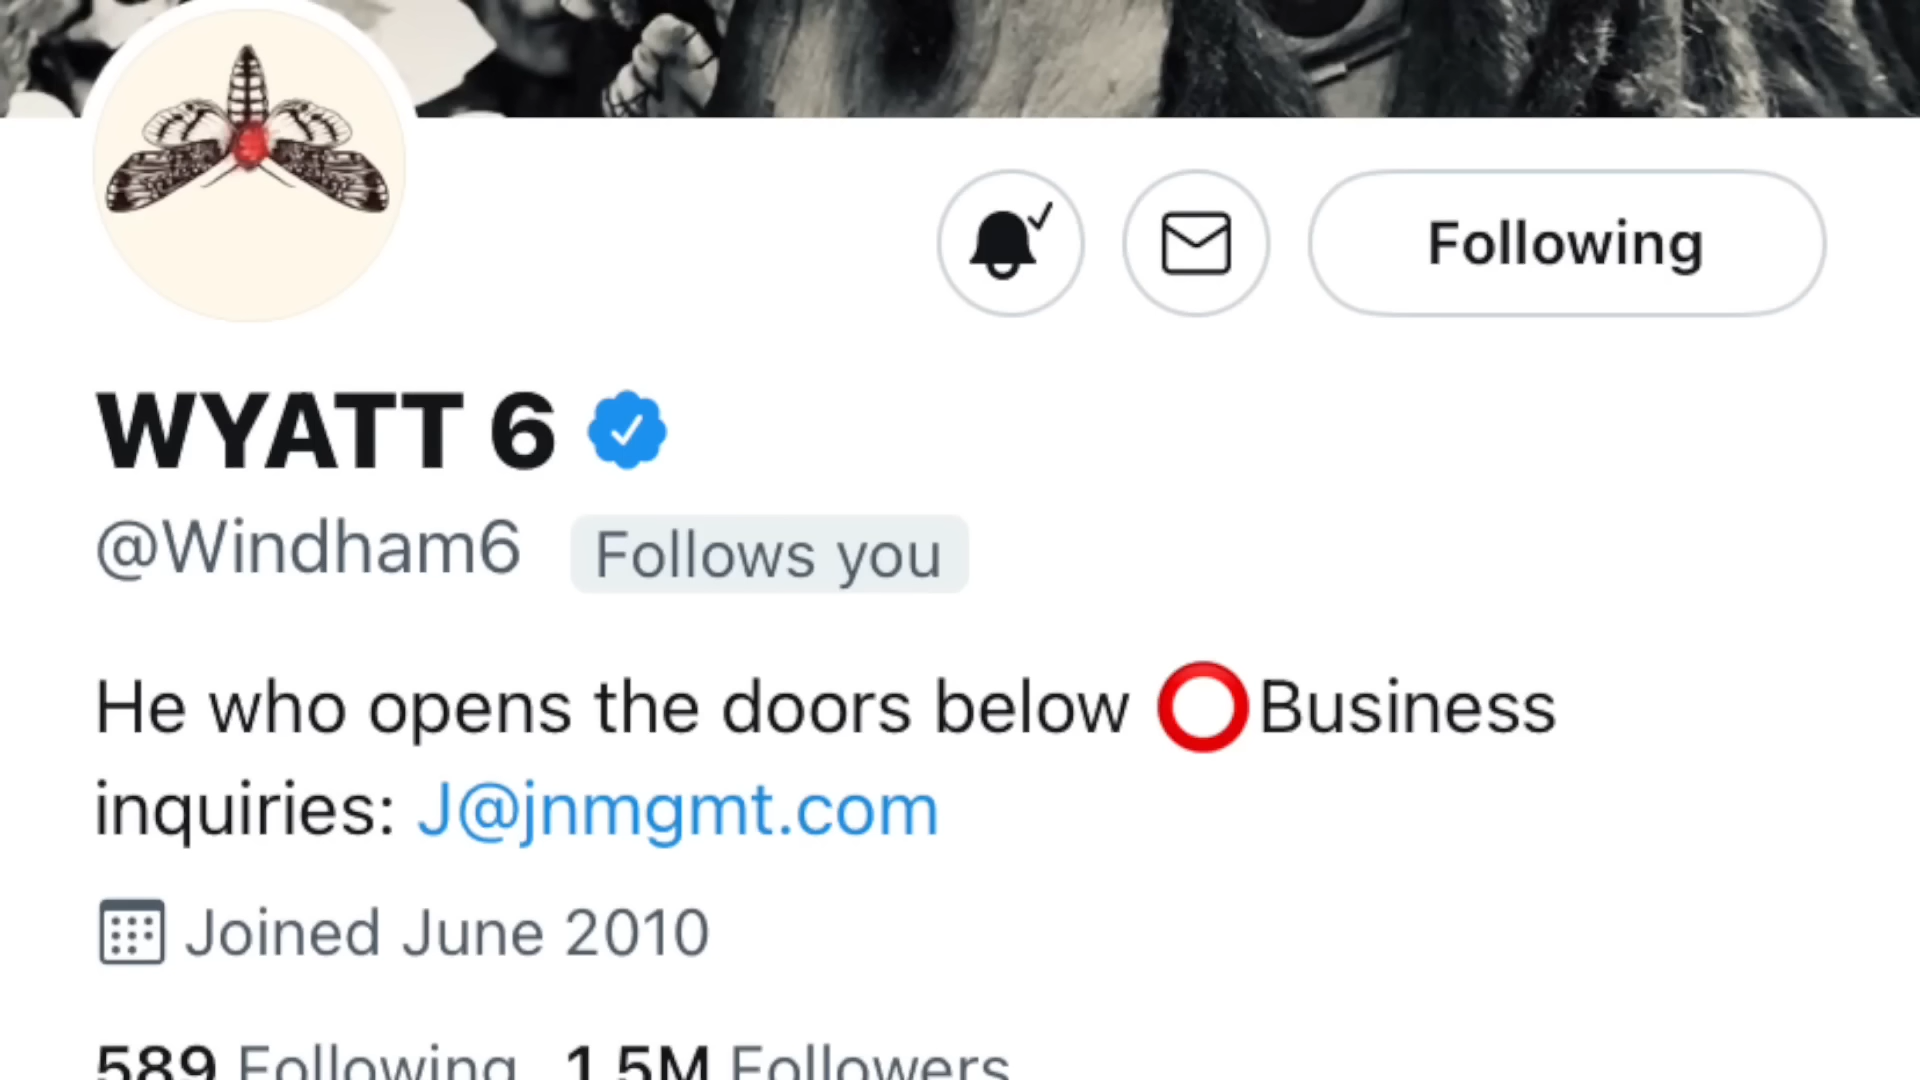 Following
WYATT 6
@Windham6 Follows you
He who opens the doors below ⭕Business
inquiries: J@jnmgmt.com
Joined June 2010
589 Following 1.5M Followers